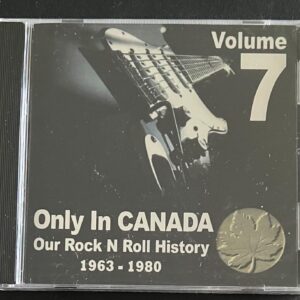 Volume
7
Only In CANADA
Our Rock N Roll History
1963 - 1980